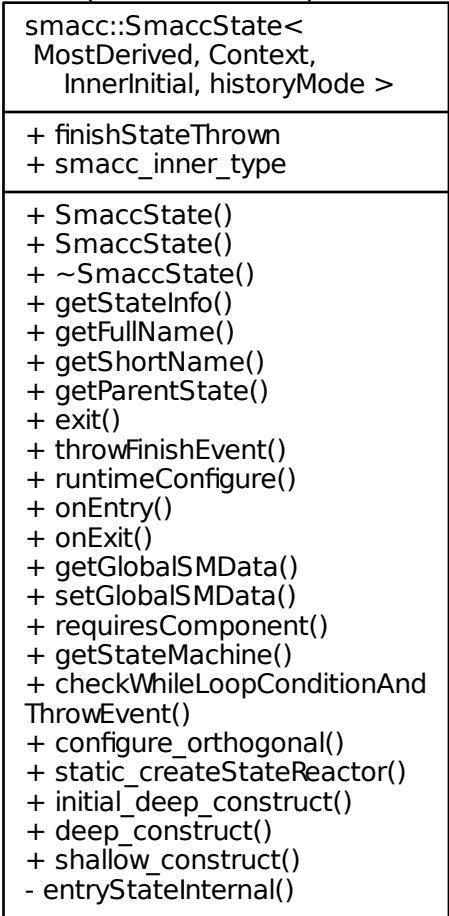 smacc::SmaccState<
MostDerived, Context,
InnerInitial, historyMode >
+ finishStateThrown
+ smacc_inner_type
+ SmaccState()
+ SmaccState()
+ ~SmaccState()
+ getStateInfo()
+ getFullName()
+ getShortName()
+ getParentState()
+ exit()
+ throwFinishEvent()
+ runtimeConfigure()
+ onEntry()
+ onExit()
+ getGlobalSMData()
+ setGlobalSMData()
+ requiresComponent()
+ getStateMachine()
+ checkWhileLoopConditionAnd
ThrowEvent()
+ configure_orthogonal()
+ static_createStateReactor()
+ initial_deep_construct()
+ deep_construct()
+ shallow_construct()
- entryStateInternal()